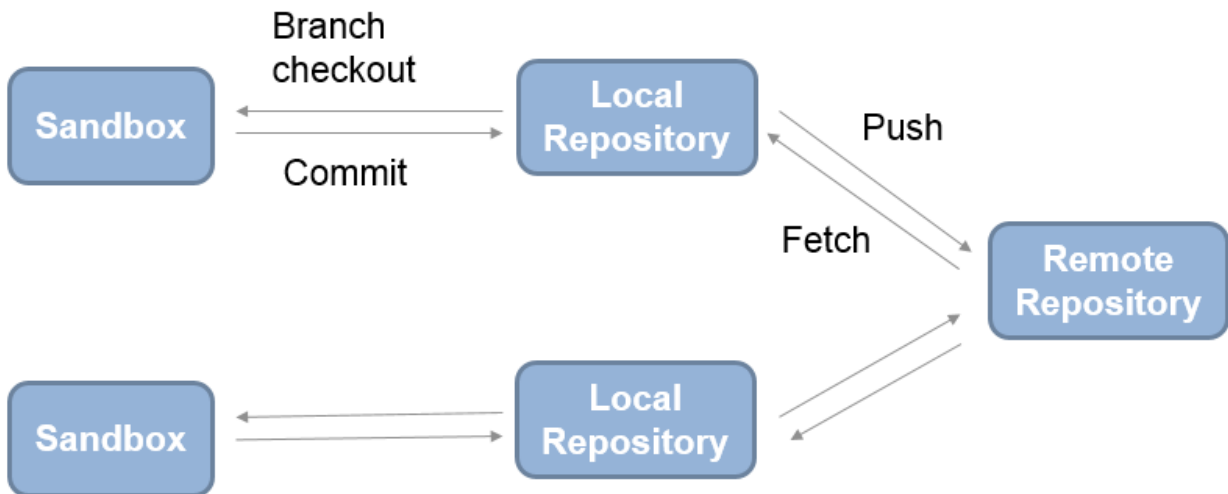 Branch
checkout
Sandbox
Local
Repository
Commit
Push
Fetch
Remote
Repository
Sandbox
Local
Repository